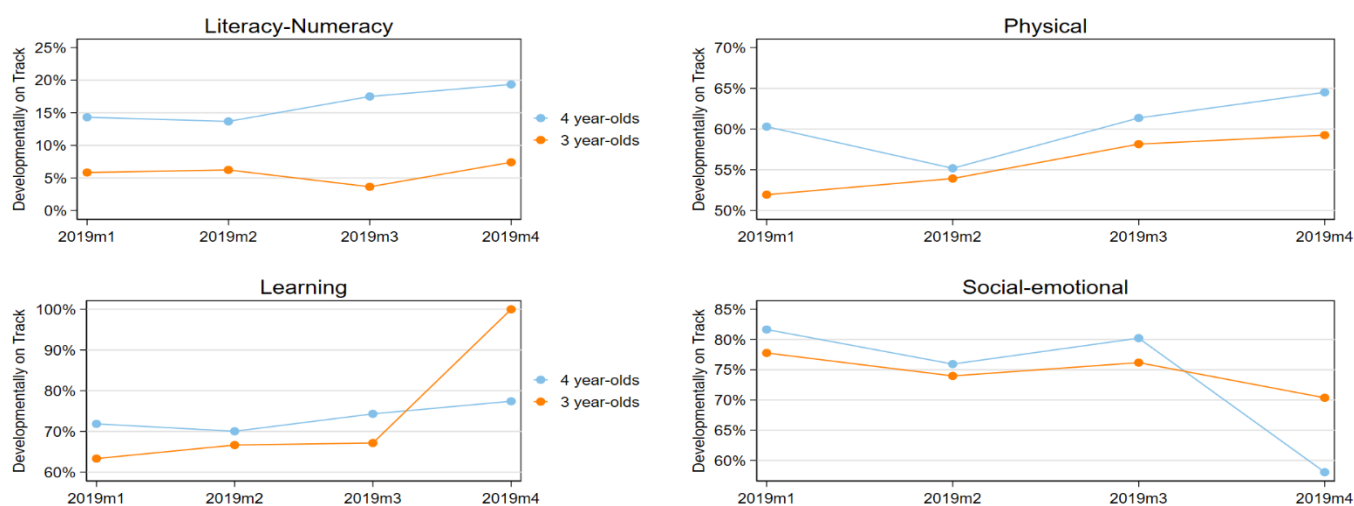 Literacy-Numeracy
Developmentally on Track
25%
20%
15%
10%
5%
0%
2019m1 2019m2 2019m3 2019m4
4 year-olds
3 year-olds
Physical
Developmentally on Track
70%
65%
60%
55%
50%
2019m1 2019m2 2019m3 2019m4
Learning
Developmentally on Track
100%
90%
80%
70%
60%
2019m1 2019m2 2019m3 2019m4
4 year-olds
3 year-olds
Social-emotional
Developmentally on Track
85%
80%
75%
70%
65%
60%
2019m1 2019m2 2019m3 2019m4